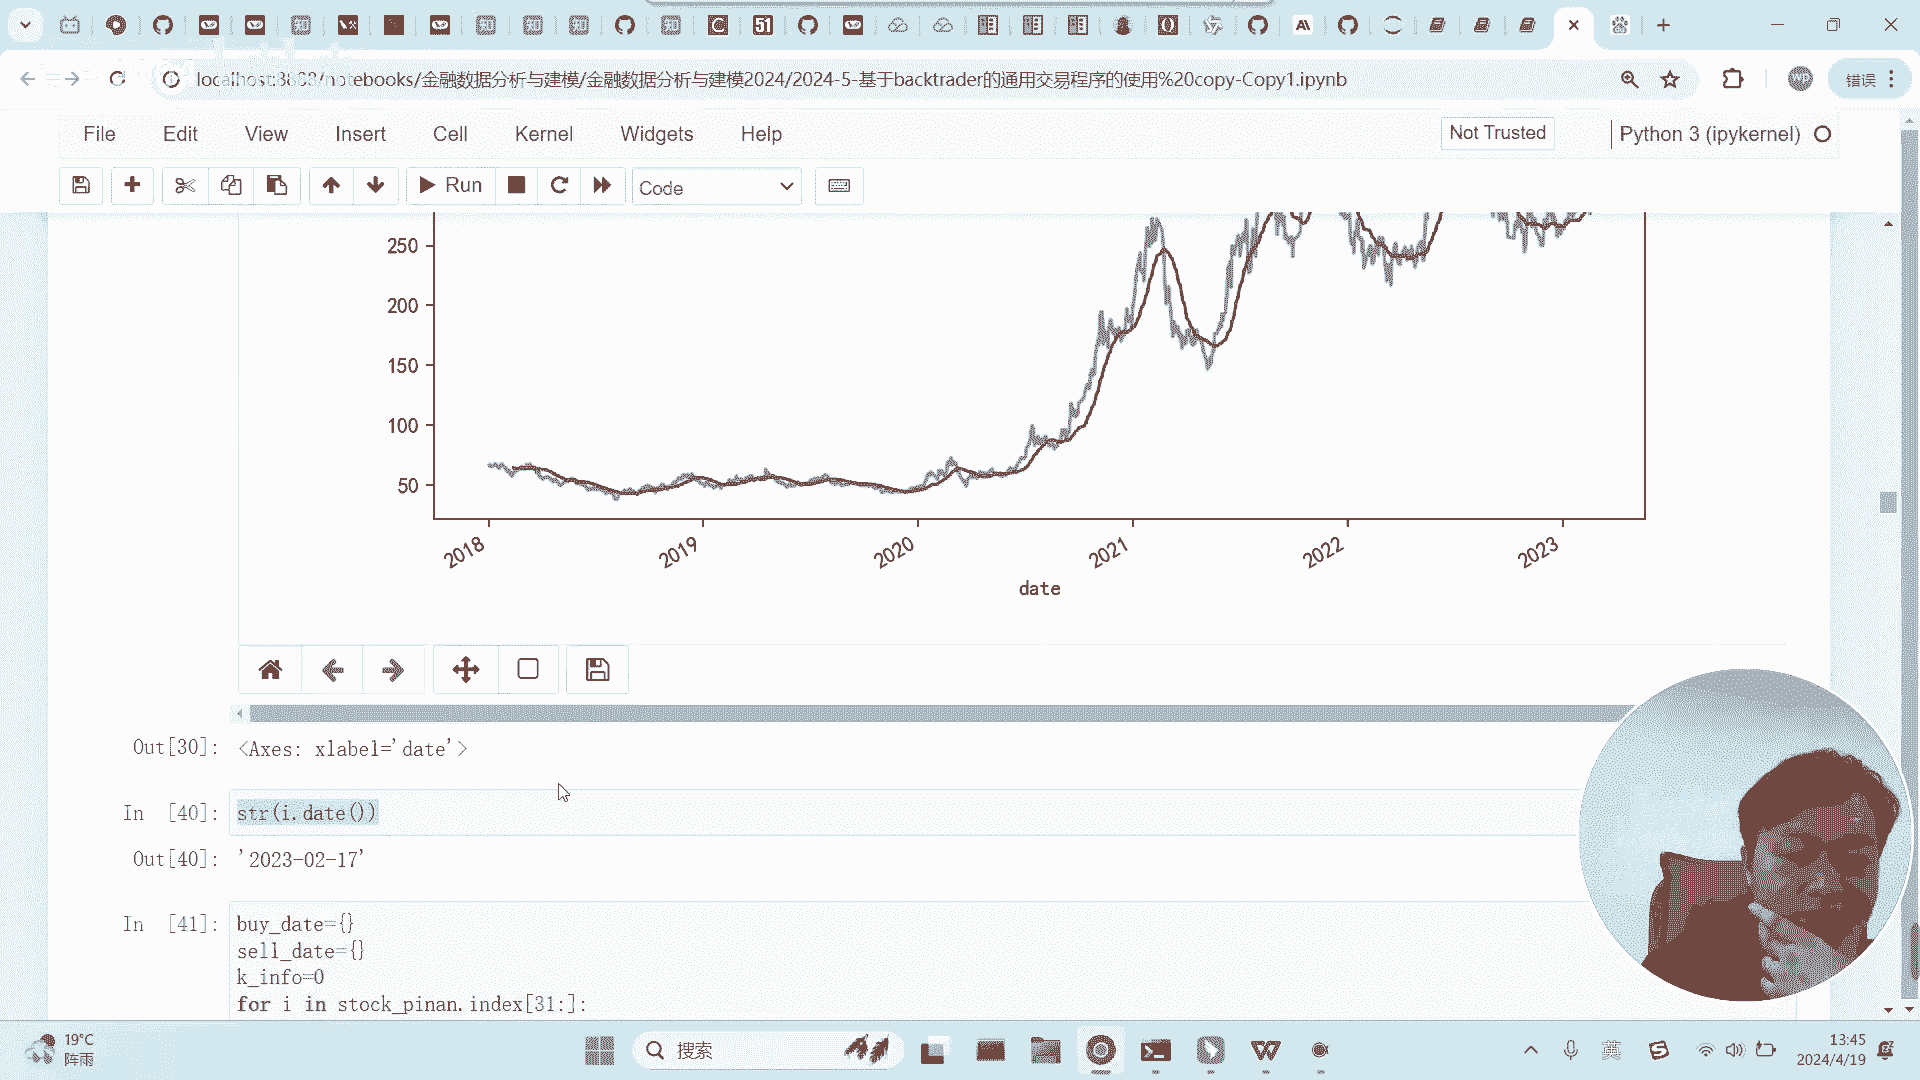 localhost:8888/notebooks/金融数据分析与建模/金融数据分析与建模2024/2024-5-基于backtrader的通用交易程序的使用%20copy-Copy1.ipynb
错误
File Edit View Insert Cell Kernel Widgets Help
Not Trusted
Python 3 (ipykernel)
Run
Code
250
200
150
100
50
2018 2019 2020 2021 2022 2023
date
Out[30]: <Axes: xlabel='date'>
In [40]: str(i.date())
Out[40]: '2023-02-17'
In [41]: buy_date={}
sell_date={}
k_info=0
for i in stock_pinan.index[31:]:
19°C
阵雨
搜索
英
13:45
2024/4/19